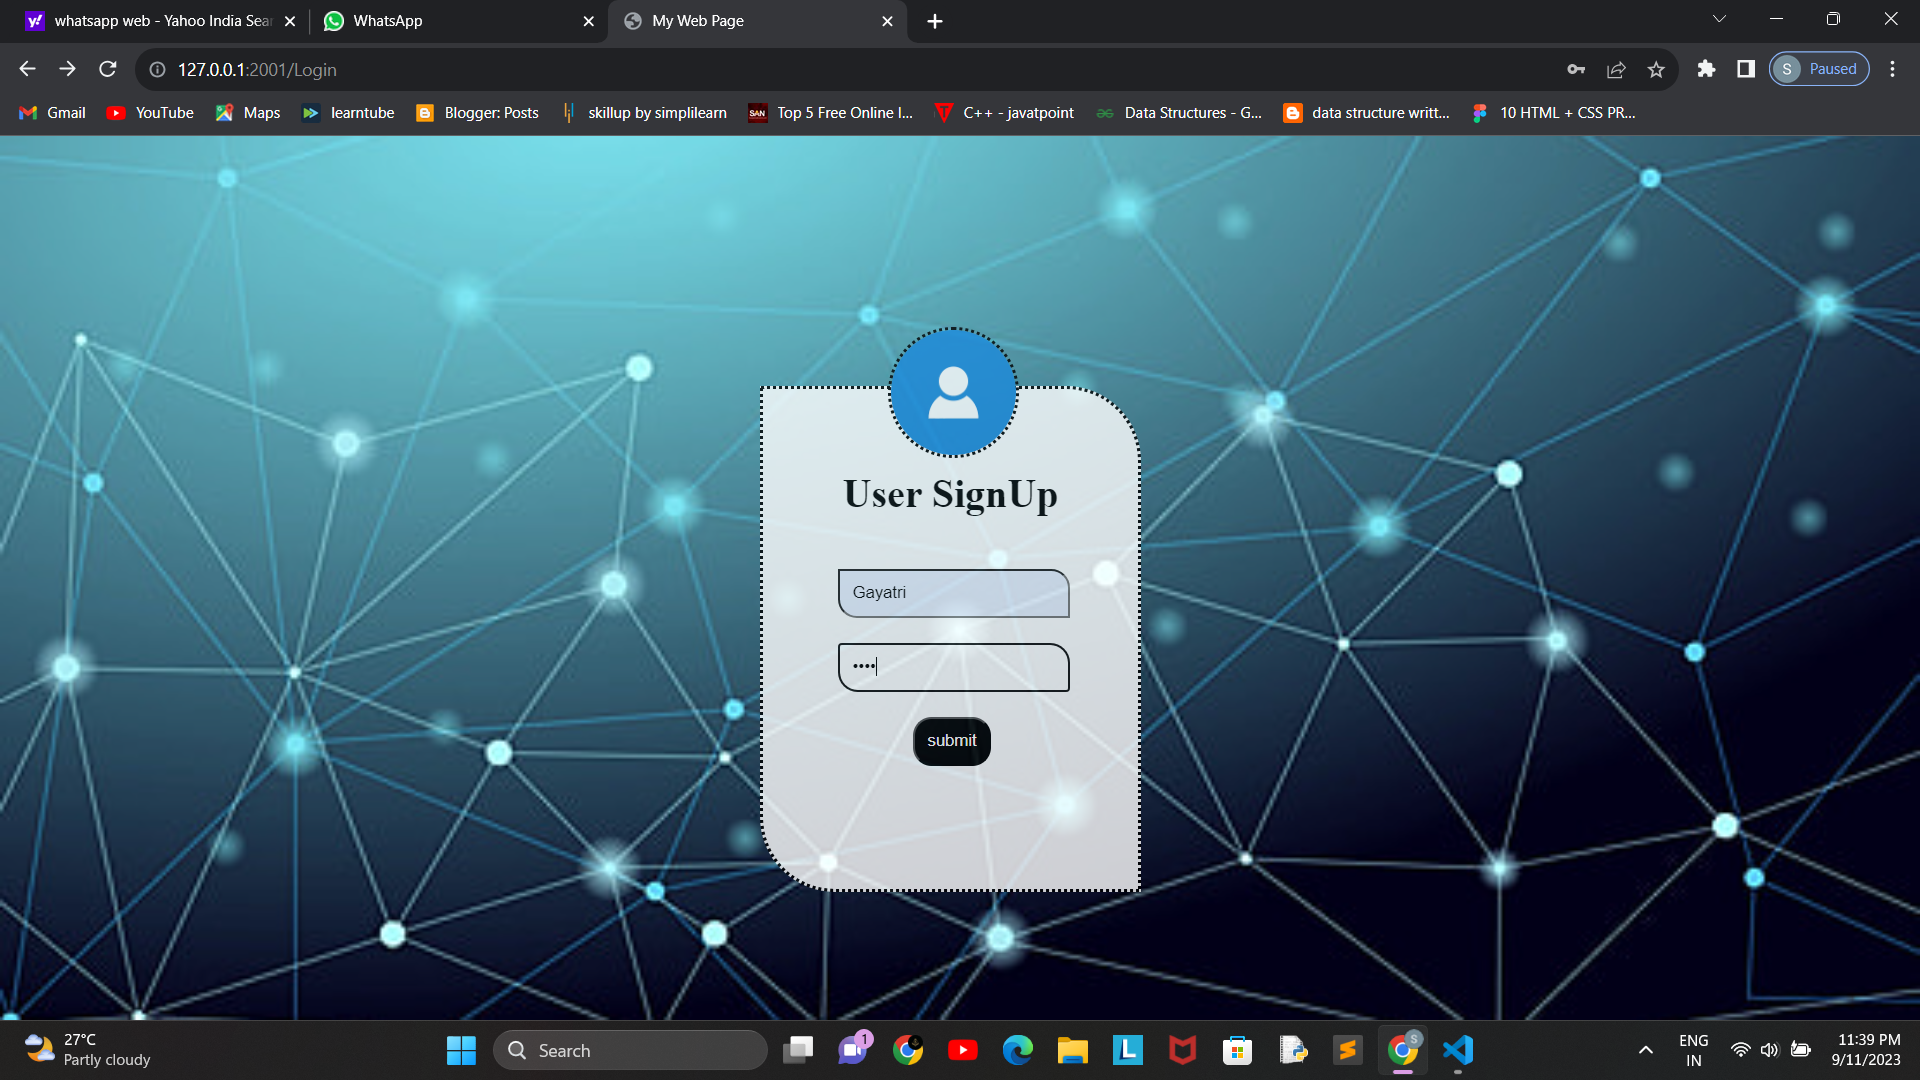 whatsapp web - Yahoo India Sear
WhatsApp
My Web Page
127.0.0.1:2001/Login
S Paused
Gmail
YouTube
Maps
learntube
Blogger: Posts
skillup by simplilearn
SAN Top 5 Free Online I...
C++ - javatpoint
Data Structures - G...
data structure writt...
10 HTML + CSS PR...
User SignUp
Gayatri
••••
submit
27°C
Partly cloudy
Search
1
L
S
ENG
IN
11:39 PM
9/11/2023